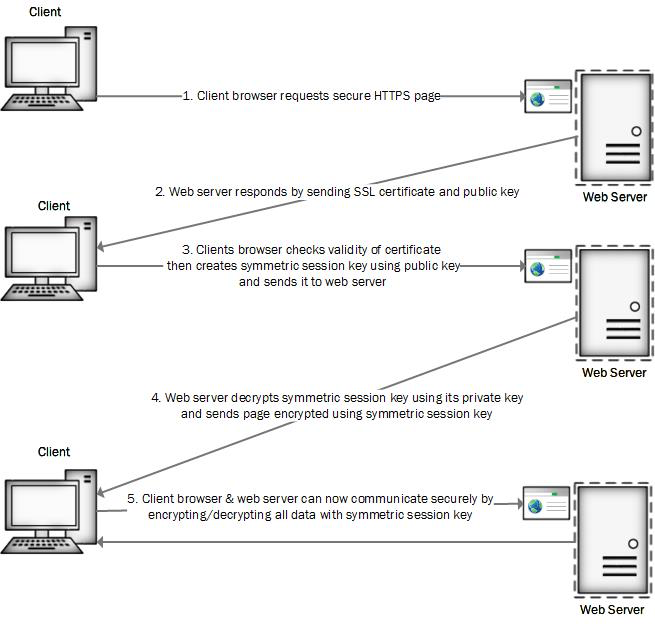 Client
1. Client browser requests secure HTTPS page
Web Server
2. Web server responds by sending SSL certificate and public key
Client
3. Clients browser checks validity of certificate
then creates symmetric session key using public key
and sends it to web server
Web Server
4. Web server decrypts symmetric session key using its private key
and sends page encrypted using symmetric session key
Client
5. Client browser & web server can now communicate securely by
encrypting/decrypting all data with symmetric session key
Web Server